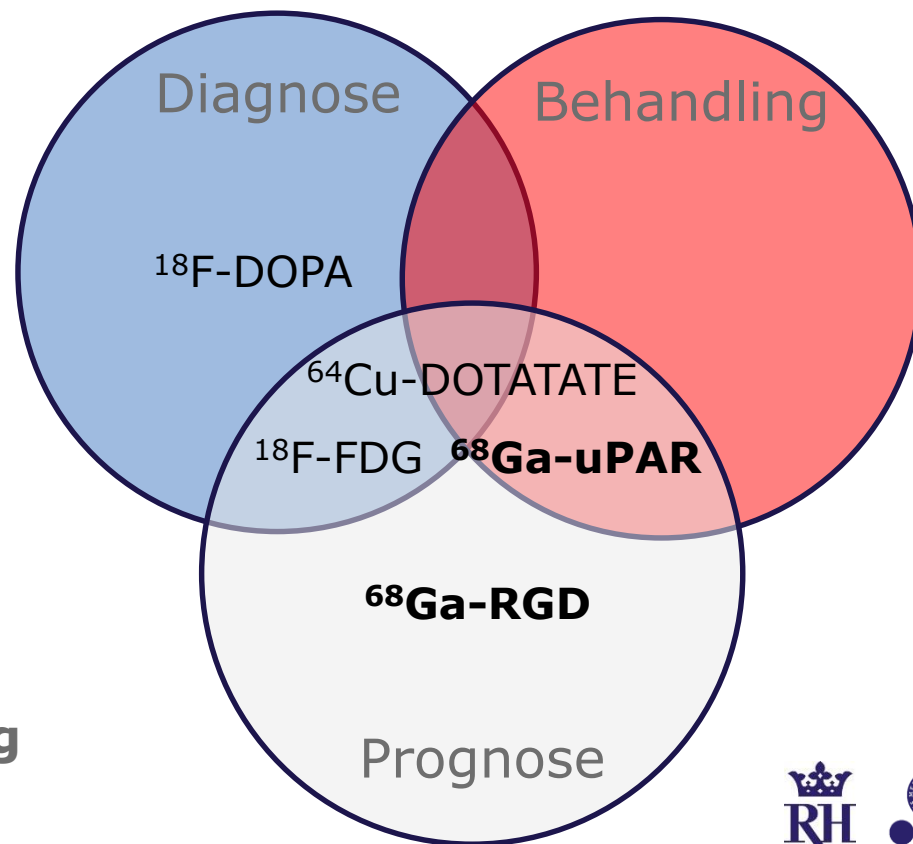 Diagnose
Behandling
¹⁸F-DOPA
⁶⁴Cu-DOTATATE
¹⁸F-FDG ⁶⁸Ga-uPAR
⁶⁸Ga-RGD
g
Prognose
RH